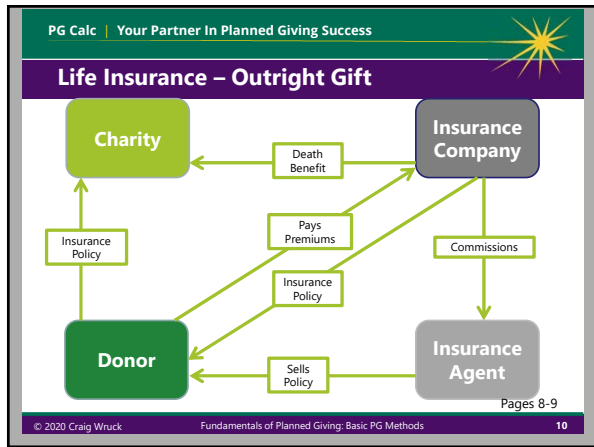 PG Calc | Your Partner In Planned Giving Success
Life Insurance – Outright Gift
Charity
Insurance
Company
Death
Benefit
Pays
Premiums
Insurance
Policy
Insurance
Policy
Commissions
Donor
Sells
Policy
Insurance
Agent
Pages 8-9
© 2020 Craig Wruck
Fundamentals of Planned Giving: Basic PG Methods
10